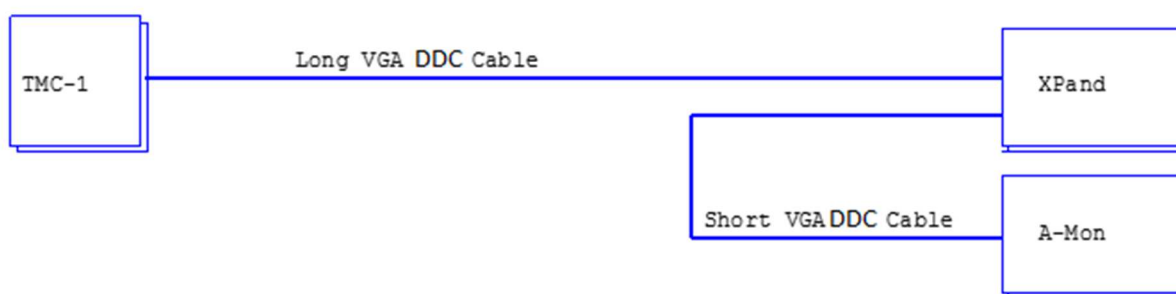 Long VGA DDC Cable
TMC-1
XPand
Short VGA DDC Cable
A-Mon